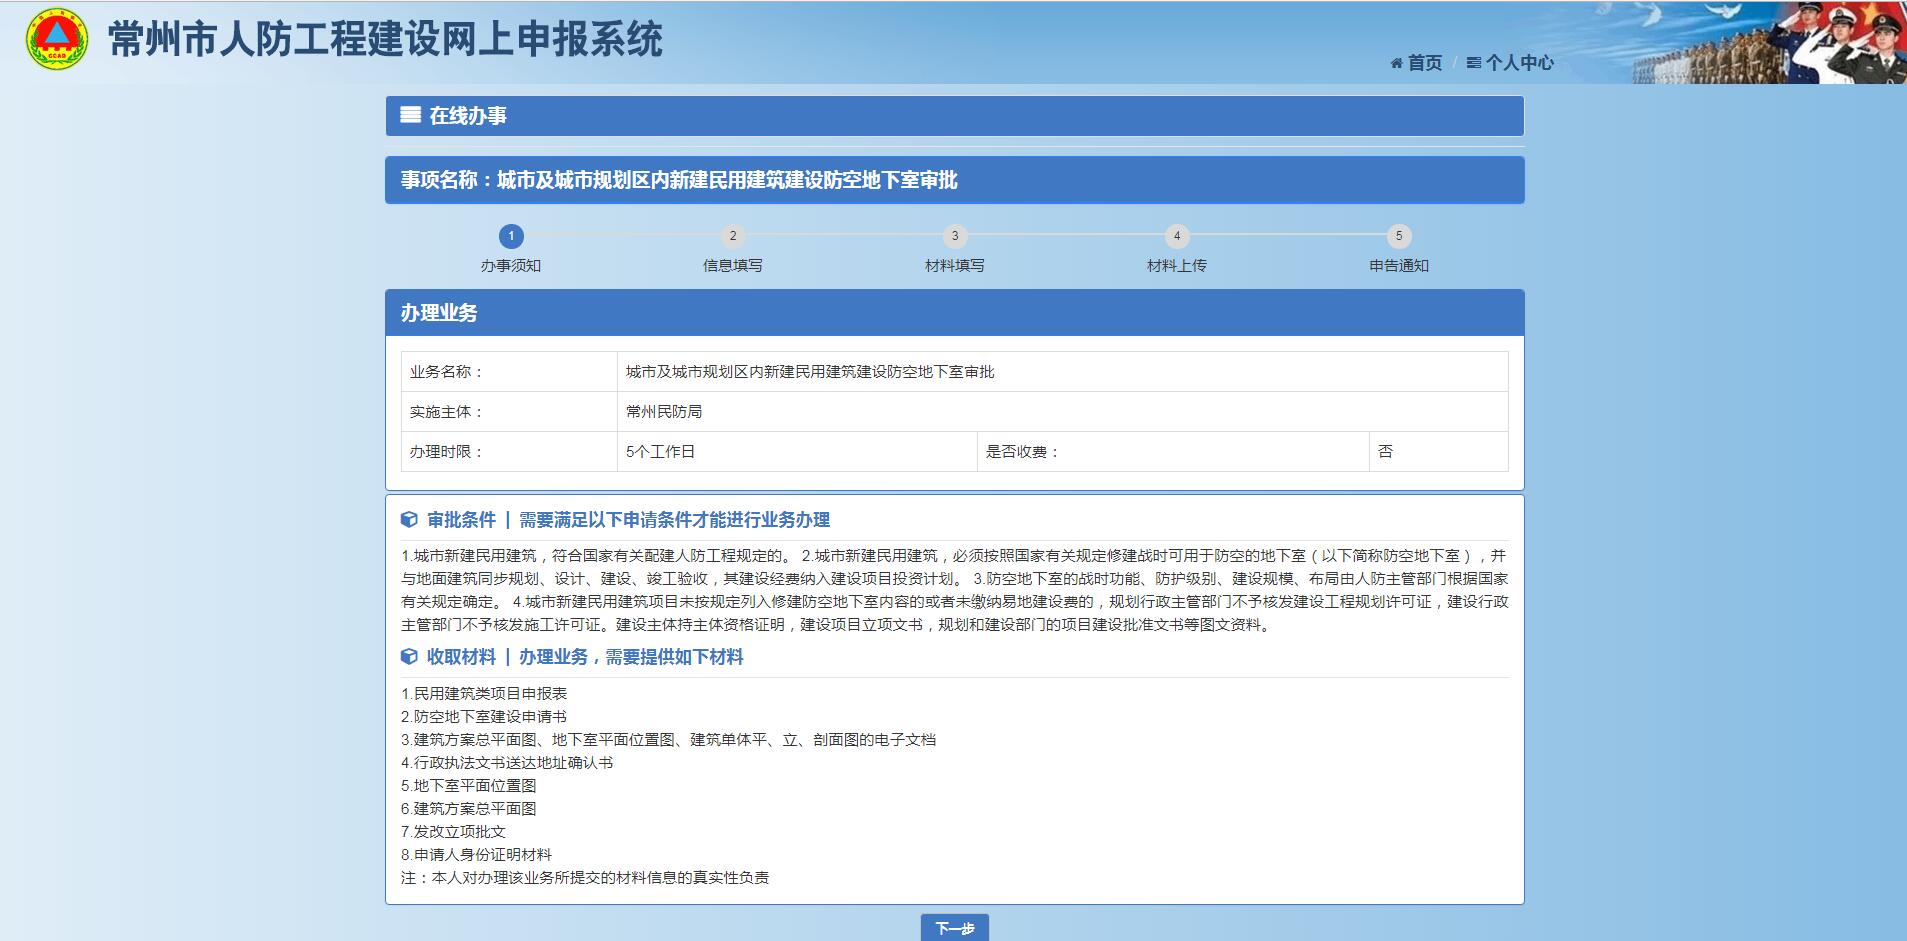 常州市人防工程建设网上申报系统
首页 / 个人中心
在线办事
事项名称：城市及城市规划区内新建民用建筑建设防空地下室审批
1 2 3 4 5
办事须知 信息填写 材料填写 材料上传 申告通知
办理业务
业务名称： 城市及城市规划区内新建民用建筑建设防空地下室审批
实施主体： 常州民防局
办理时限： 5个工作日 是否收费： 否
审批条件 | 需要满足以下申请条件才能进行业务办理
1.城市新建民用建筑，符合国家有关配建人防工程规定的。 2.城市新建民用建筑，必须按照国家有关规定修建战时可用于防空的地下室（以下简称防空地下室），并
与地面建筑同步规划、设计、建设、竣工验收，其建设经费纳入建设项目投资计划。 3.防空地下室的战时功能、防护级别、建设规模、布局由人防主管部门根据国家
有关规定确定。 4.城市新建民用建筑项目未按规定列入修建防空地下室内容的或者未缴纳易地建设费的，规划行政主管部门不予核发建设工程规划许可证，建设行政
主管部门不予核发施工许可证。建设主体持主体资格证明，建设项目立项文书，规划和建设部门的项目建设批准文书等图文资料。
收取材料 | 办理业务，需要提供如下材料
1.民用建筑类项目申报表
2.防空地下室建设申请书
3.建筑方案总平面图、地下室平面位置图、建筑单体平、立、剖面图的电子文档
4.行政执法文书送达地址确认书
5.地下室平面位置图
6.建筑方案总平面图
7.发改立项批文
8.申请人身份证明材料
注：本人对办理该业务所提交的材料信息的真实性负责
下一步